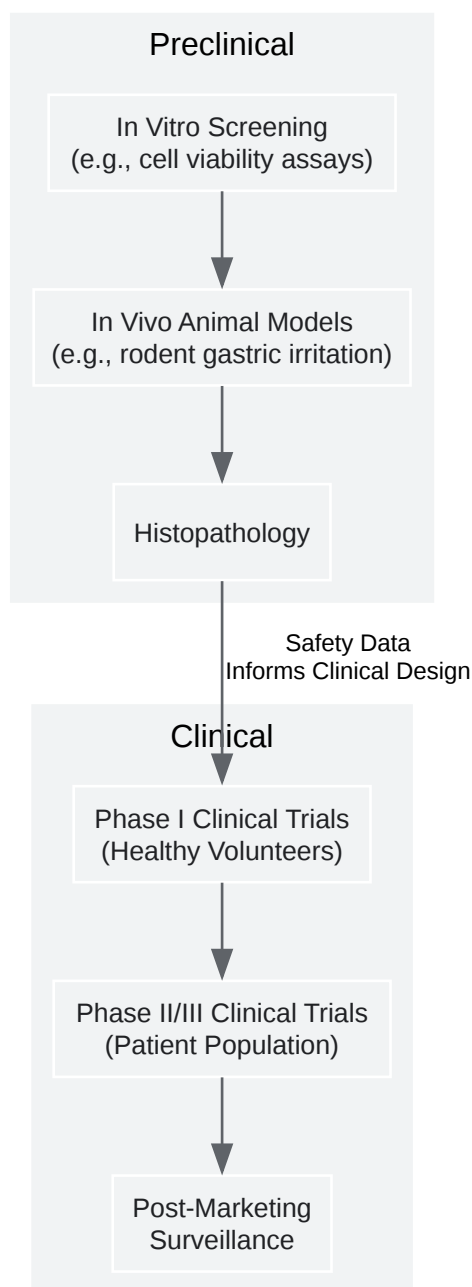 Preclinical
In Vitro Screening
(e.g., cell viability assays)
In Vivo Animal Models
(e.g., rodent gastric irritation)
Histopathology
Safety Data
Informs Clinical Design
Clinical
Phase I Clinical Trials
(Healthy Volunteers)
Phase II/III Clinical Trials
(Patient Population)
Post-Marketing
Surveillance